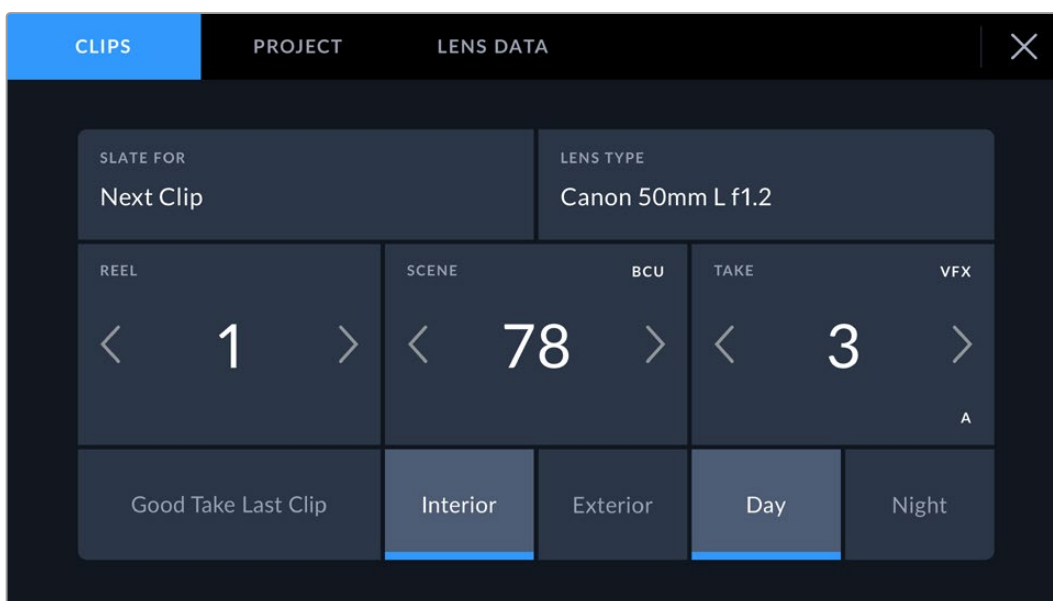 CLIPS PROJECT LENS DATA
SLATE FOR
Next Clip
LENS TYPE
Canon 50mm L f1.2
REEL
1
SCENE BCU
78
TAKE VFX
3
A
Good Take Last Clip
Interior
Exterior
Day
Night